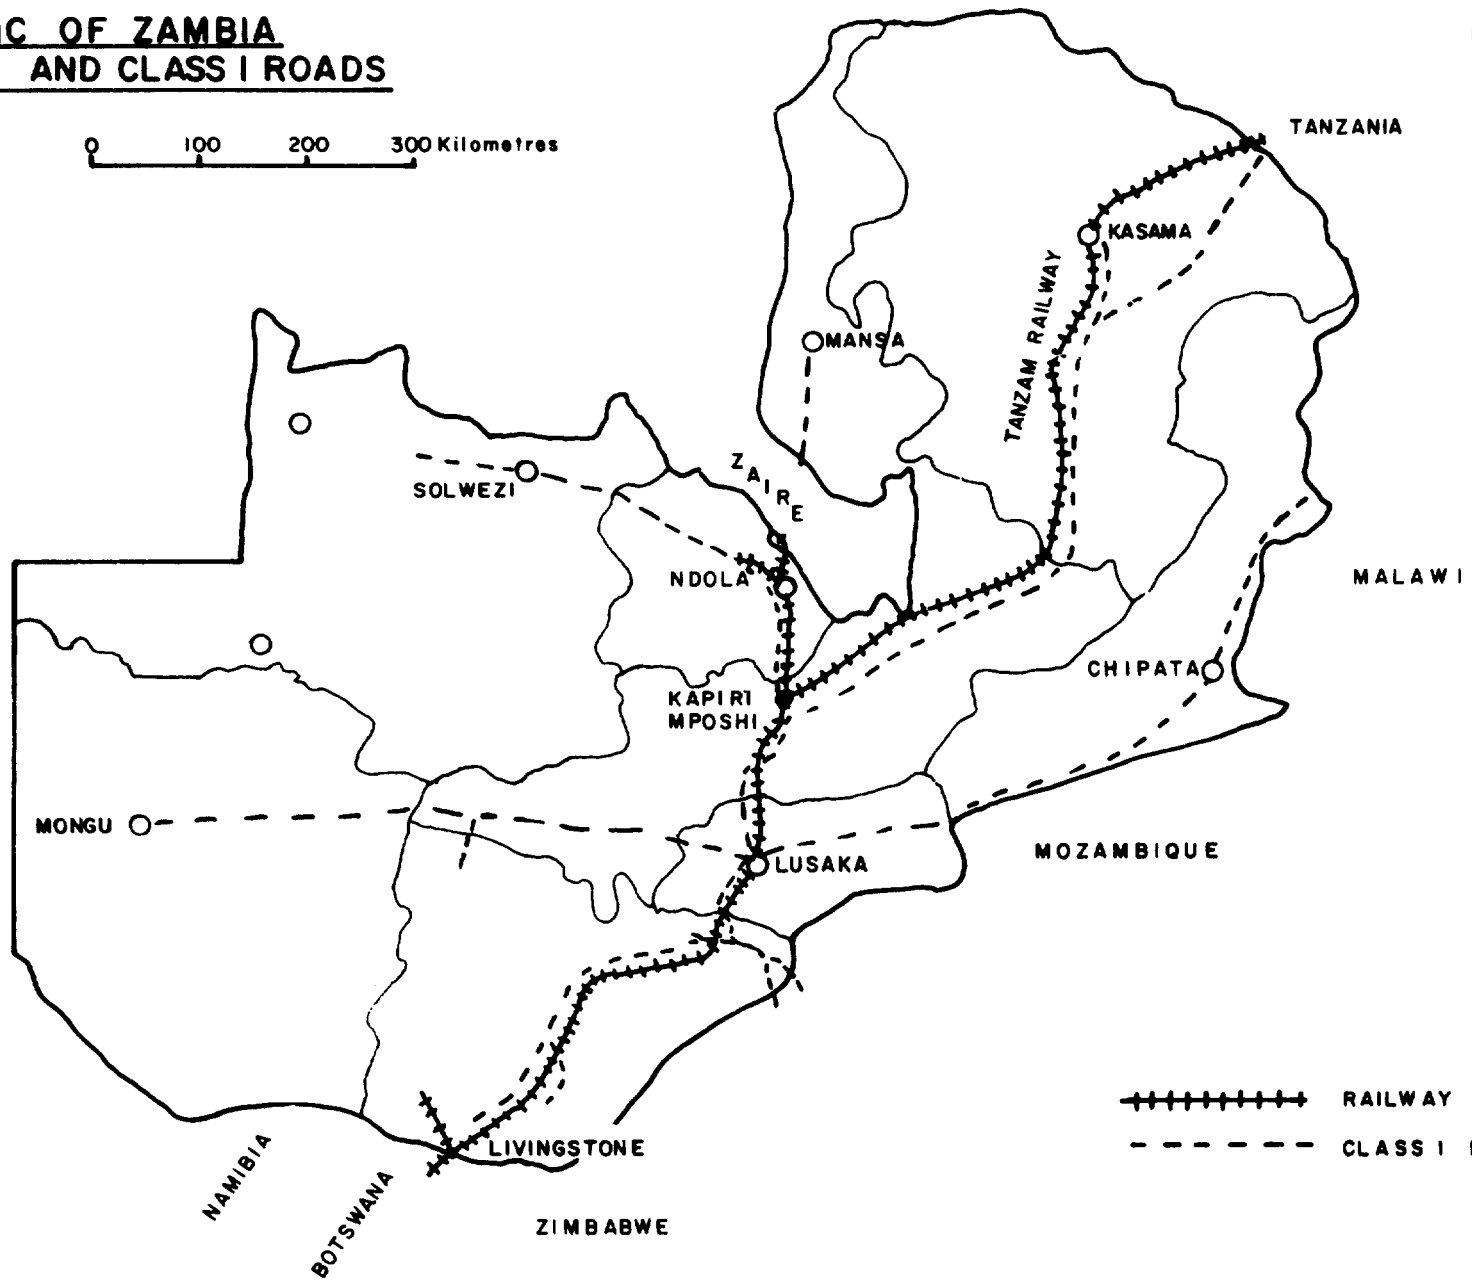 OF ZAMBIA
AND CLASS I ROADS
0 100 200 300 Kilometres
TANZANIA
KASAMA
TANZAM RAILWAY
MANSA
ZAIRE
SOLWEZI
NDOLA
MALAWI
CHIPATA
KAPIRI
MPOSHI
MONGU
LUSAKA
MOZAMBIQUE
RAILWAY
CLASS I
LIVINGSTONE
NAMIBIA
BOTSWANA
ZIMBABWE